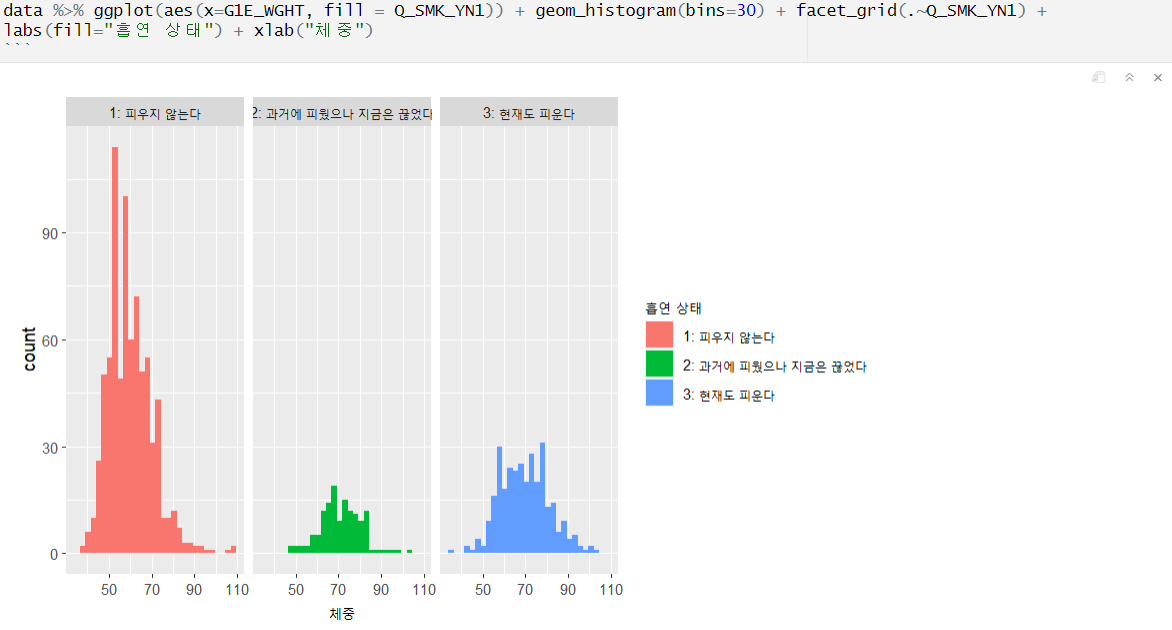 data %>% ggplot(aes(x=G1E_WGHT, fill = Q_SMK_YN1)) + geom_histogram(bins=30) + facet_grid(.~Q_SMK_YN1) +
labs(fill="흡연 상태") + xlab("체중")
```
1: 피우지 않는다
2: 과거에 피웠으나 지금은 끊었다
3: 현재도 피운다
90
60
30
0
count
50 70 90 110
50 70 90 110
50 70 90 110
체중
흡연 상태
1: 피우지 않는다
2: 과거에 피웠으나 지금은 끊었다
3: 현재도 피운다